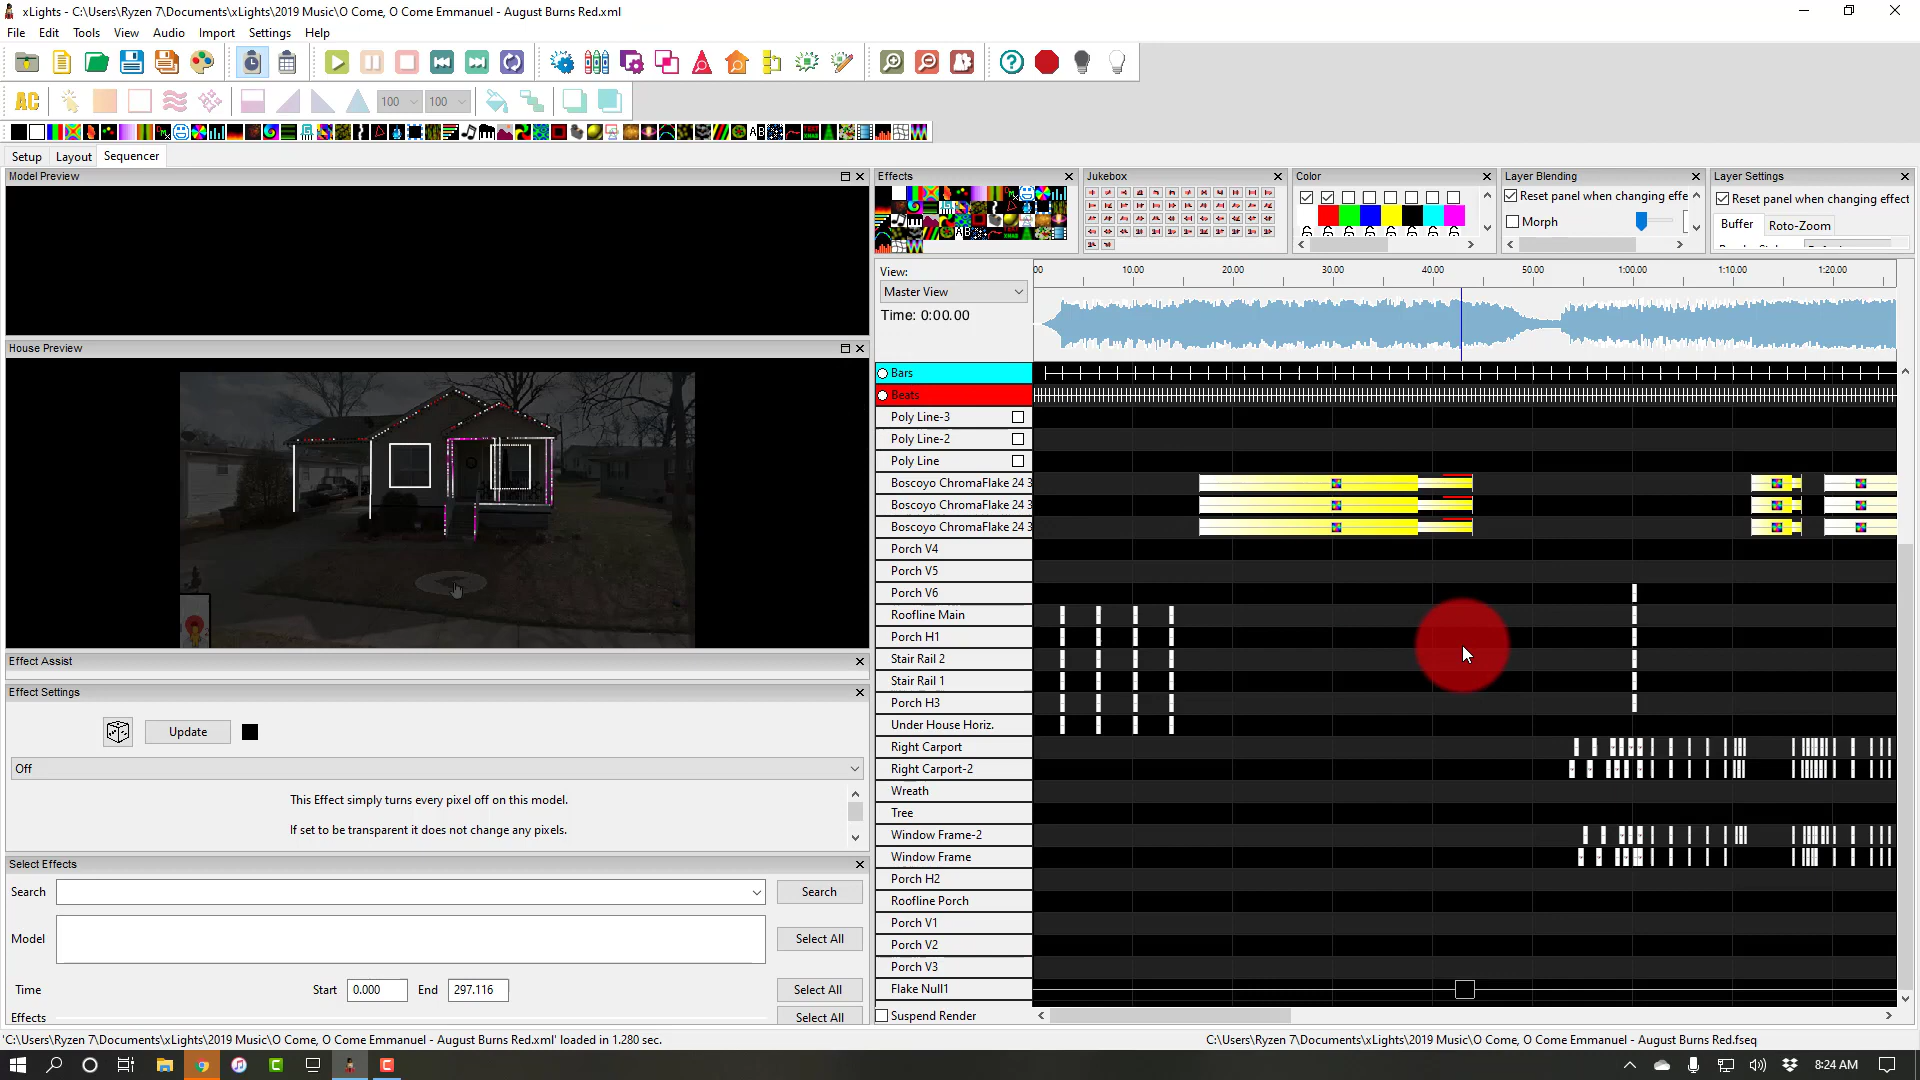 xLights - C:\Users\Ryzen 7\Documents\xLights\2019 Music\O Come, O Come Emmanuel - August Burns Red.xml
File Edit Tools View Audio Import Settings Help
AC 100 100
Setup Layout Sequencer
Model Preview
House Preview
Effect Assist
Effect Settings
Update
Off
This Effect simply turns every pixel off on this model.
If set to be transparent it does not change any pixels.
Select Effects
Search Search
Model Select All
Time Start 0.000 End 297.116 Select All
Effects Select All
Effects Jukebox Color Layer Blending Layer Settings
Reset panel when changing effe
Morph
Reset panel when changing effect
Buffer Roto-Zoom
View:
Master View
Time: 0:00.00
00 10.00 20.00 30.00 40.00 50.00 1:00.00 1:10.00 1:20.00
Bars
Beats
Poly Line-3
Poly Line-2
Poly Line
Boscoyo ChromaFlake 24 3
Boscoyo ChromaFlake 24 3
Boscoyo ChromaFlake 24 3
Porch V4
Porch V5
Porch V6
Roofline Main
Porch H1
Stair Rail 2
Stair Rail 1
Porch H3
Under House Horiz.
Right Carport
Right Carport-2
Wreath
Tree
Window Frame-2
Window Frame
Porch H2
Roofline Porch
Porch V1
Porch V2
Porch V3
Flake Null1
Suspend Render
'C:\Users\Ryzen 7\Documents\xLights\2019 Music\O Come, O Come Emmanuel - August Burns Red.xml' loaded in 1.280 sec.
C:\Users\Ryzen 7\Documents\xLights\2019 Music\O Come, O Come Emmanuel - August Burns Red.fseq
8:24 AM